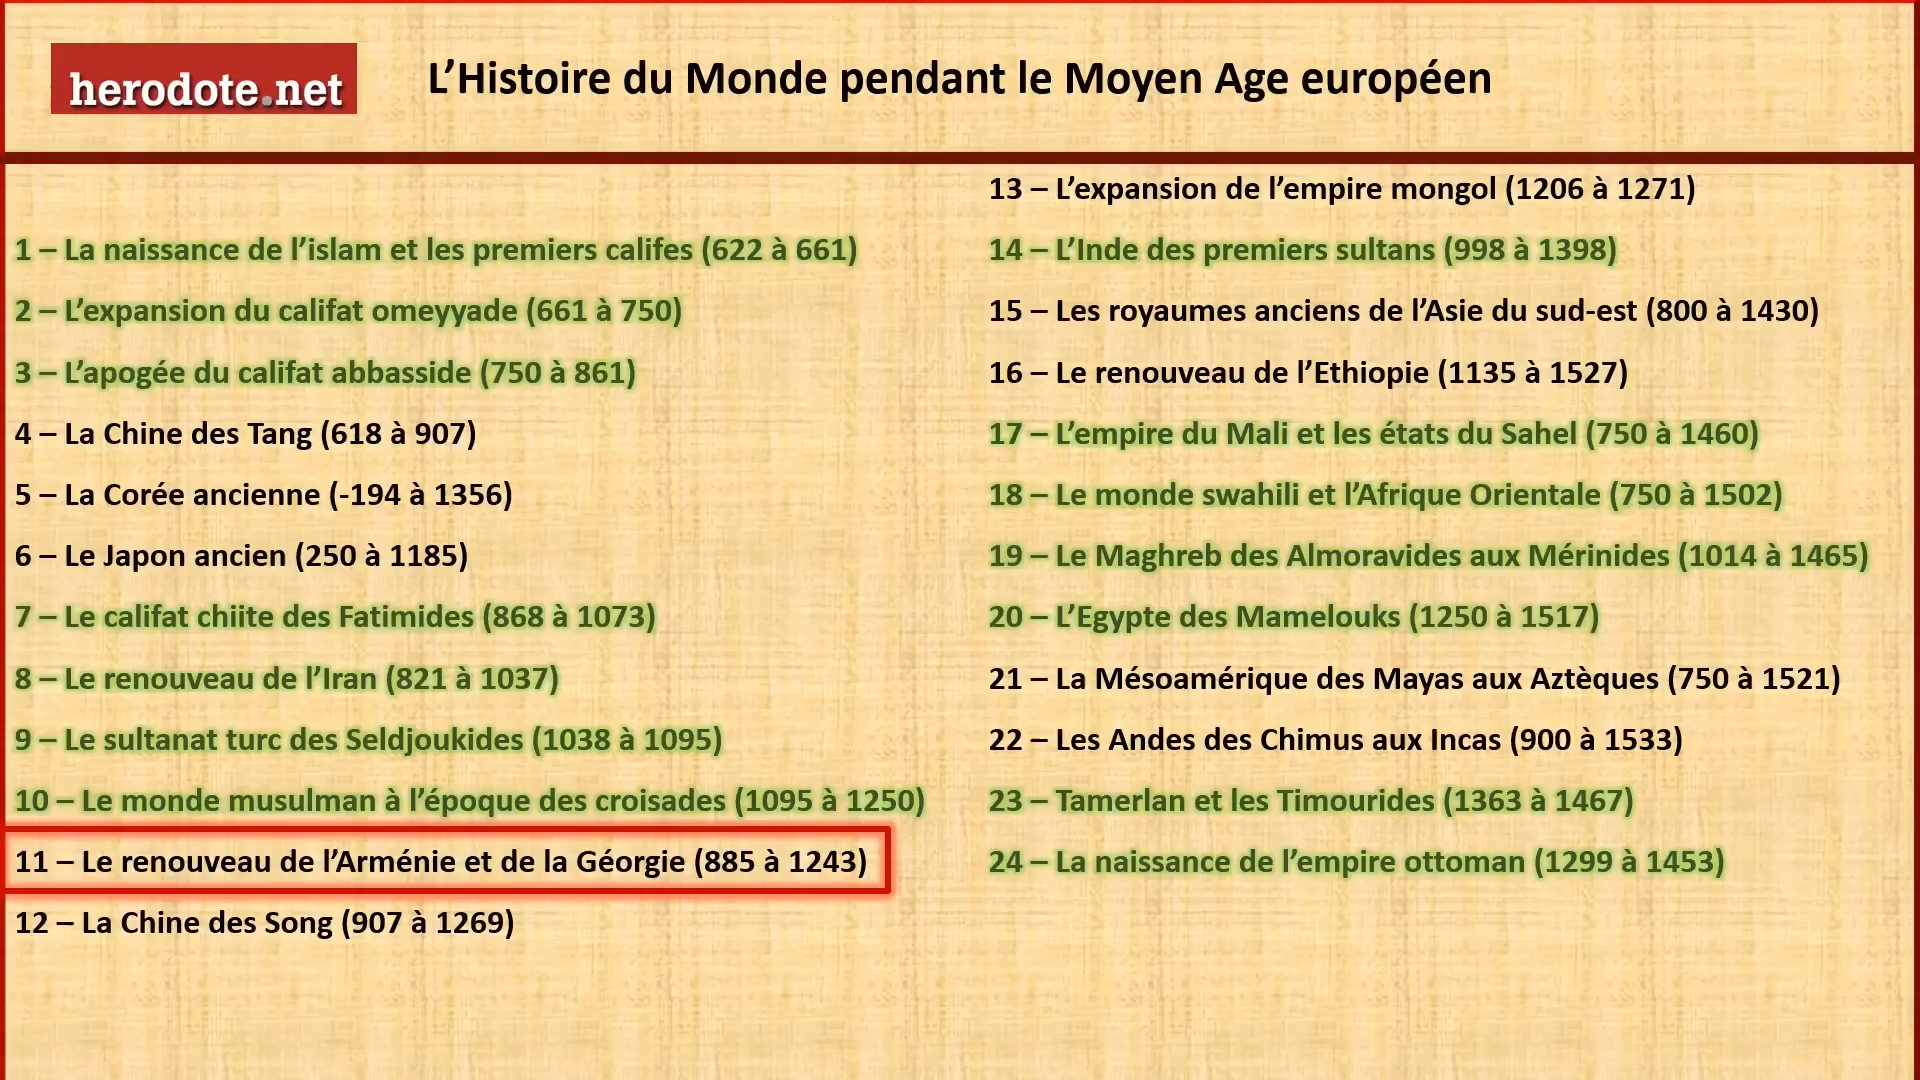 herodote.net
L’Histoire du Monde pendant le Moyen Age européen
1 – La naissance de l’islam et les premiers califes (622 à 661)
2 – L’expansion du califat omeyyade (661 à 750)
3 – L’apogée du califat abbasside (750 à 861)
4 – La Chine des Tang (618 à 907)
5 – La Corée ancienne (-194 à 1356)
6 – Le Japon ancien (250 à 1185)
7 – Le califat chiite des Fatimides (868 à 1073)
8 – Le renouveau de l’Iran (821 à 1037)
9 – Le sultanat turc des Seldjoukides (1038 à 1095)
10 – Le monde musulman à l’époque des croisades (1095 à 1250)
11 – Le renouveau de l’Arménie et de la Géorgie (885 à 1243)
12 – La Chine des Song (907 à 1269)
13 – L’expansion de l’empire mongol (1206 à 1271)
14 – L’Inde des premiers sultans (998 à 1398)
15 – Les royaumes anciens de l’Asie du sud-est (800 à 1430)
16 – Le renouveau de l’Ethiopie (1135 à 1527)
17 – L’empire du Mali et les états du Sahel (750 à 1460)
18 – Le monde swahili et l’Afrique Orientale (750 à 1502)
19 – Le Maghreb des Almoravides aux Mérinides (1014 à 1465)
20 – L’Egypte des Mamelouks (1250 à 1517)
21 – La Mésoamérique des Mayas aux Aztèques (750 à 1521)
22 – Les Andes des Chimus aux Incas (900 à 1533)
23 – Tamerlan et les Timourides (1363 à 1467)
24 – La naissance de l’empire ottoman (1299 à 1453)